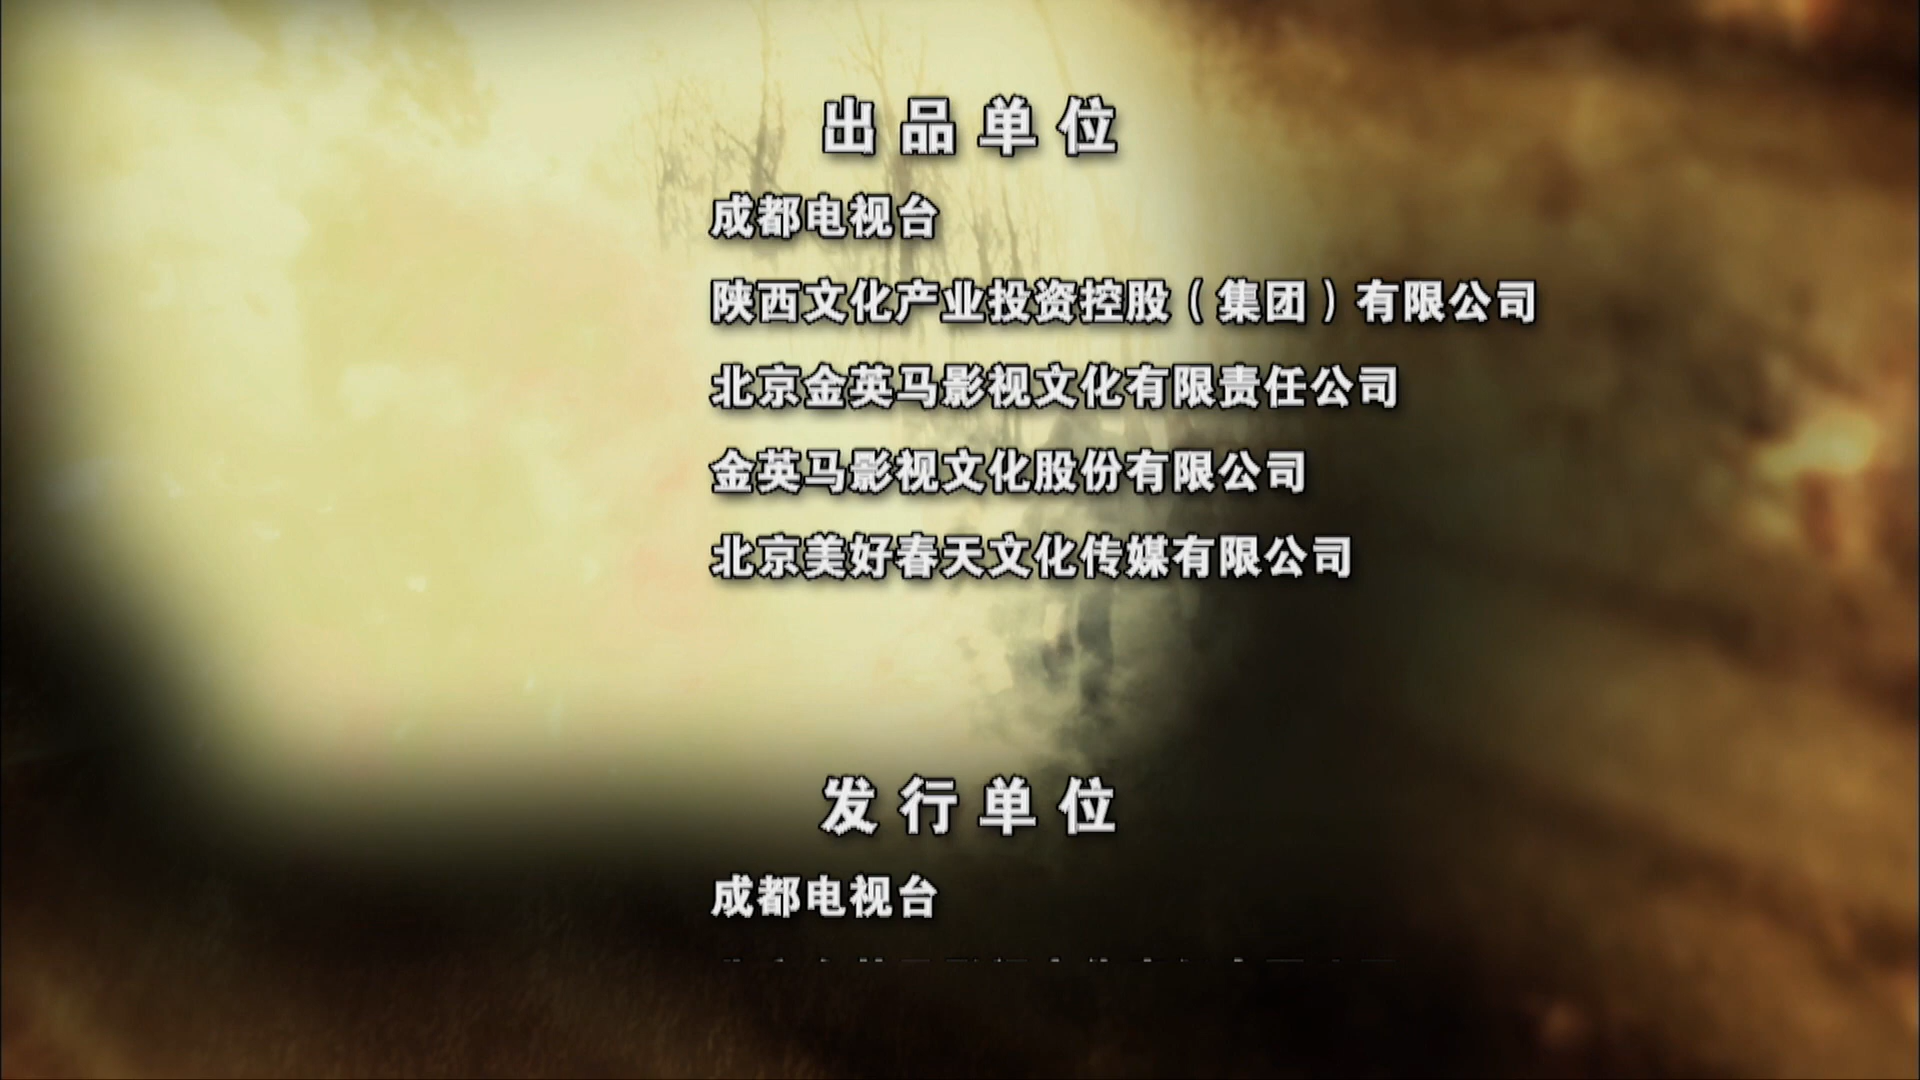 出品单位
成都电视台
陕西文化产业投资控股（集团）有限公司
北京金英马影视文化有限责任公司
金英马影视文化股份有限公司
北京美好春天文化传媒有限公司
发行单位
成都电视台